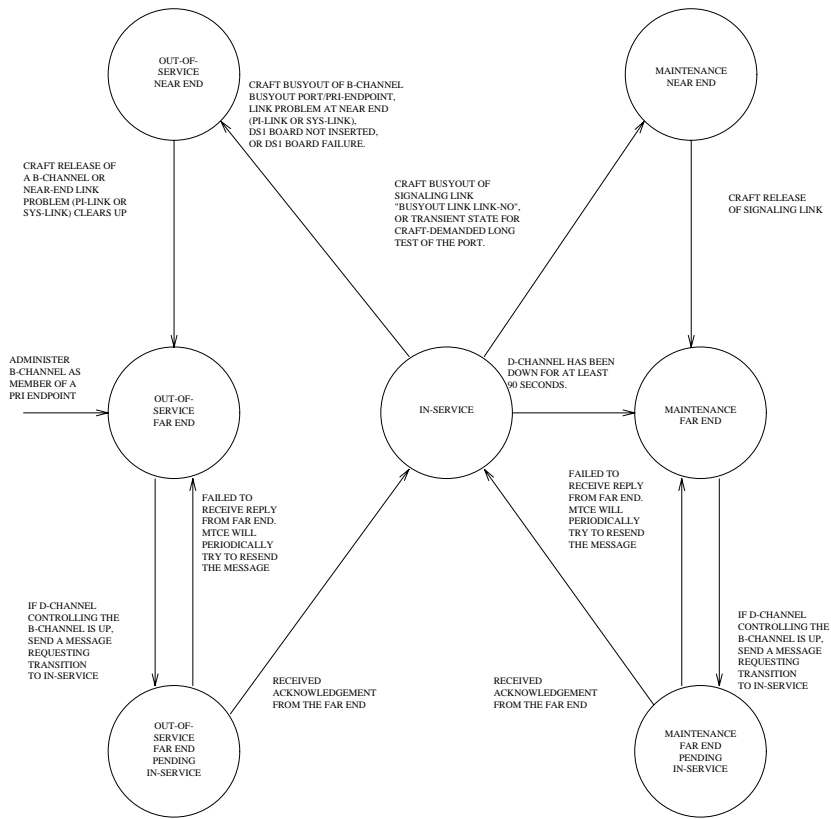 OUT-OF-
SERVICE
NEAR END
MAINTENANCE
NEAR END
CRAFT BUSYOUT OF B-CHANNEL
BUSYOUT PORT/PRI-ENDPOINT,
LINK PROBLEM AT NEAR END
(PI-LINK OR SYS-LINK),
DS1 BOARD NOT INSERTED,
OR DS1 BOARD FAILURE.
CRAFT RELEASE OF
A B-CHANNEL OR
NEAR-END LINK
PROBLEM (PI-LINK OR
SYS-LINK) CLEARS UP
CRAFT BUSYOUT OF
SIGNALING LINK
"BUSYOUT LINK LINK-NO",
OR TRANSIENT STATE FOR
CRAFT-DEMANDED LONG
TEST OF THE PORT.
CRAFT RELEASE
OF SIGNALING LINK
ADMINISTER
B-CHANNEL AS
MEMBER OF A
PRI ENDPOINT
OUT-OF-
SERVICE
FAR END
IN-SERVICE
D-CHANNEL HAS BEEN
DOWN FOR AT LEAST
90 SECONDS.
MAINTENANCE
FAR END
FAILED TO
RECEIVE REPLY
FROM FAR END.
MTCE WILL
PERIODICALLY
TRY TO RESEND
THE MESSAGE
FAILED TO
RECEIVE REPLY
FROM FAR END.
MTCE WILL
PERIODICALLY
TRY TO RESEND
THE MESSAGE
IF D-CHANNEL
CONTROLLING THE
B-CHANNEL IS UP,
SEND A MESSAGE
REQUESTING
TRANSITION
TO IN-SERVICE
IF D-CHANNEL
CONTROLLING THE
B-CHANNEL IS UP,
SEND A MESSAGE
REQUESTING
TRANSITION
TO IN-SERVICE
RECEIVED
ACKNOWLEDGEMENT
FROM THE FAR END
RECEIVED
ACKNOWLEDGEMENT
FROM THE FAR END
OUT-OF-
SERVICE
FAR END
PENDING
IN-SERVICE
MAINTENANCE
FAR END
PENDING
IN-SERVICE